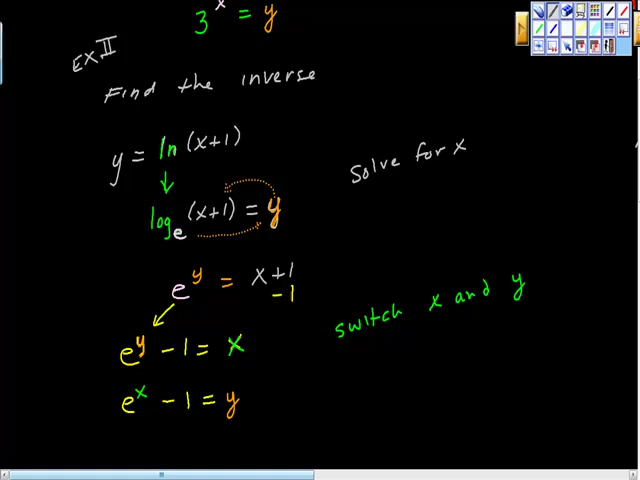 3^x = y
EX II
Find the inverse
y = ln(x+1)
Solve for x
log_e(x+1) = y
e^y = x+1
-1
switch x and y
e^y - 1 = x
e^x - 1 = y